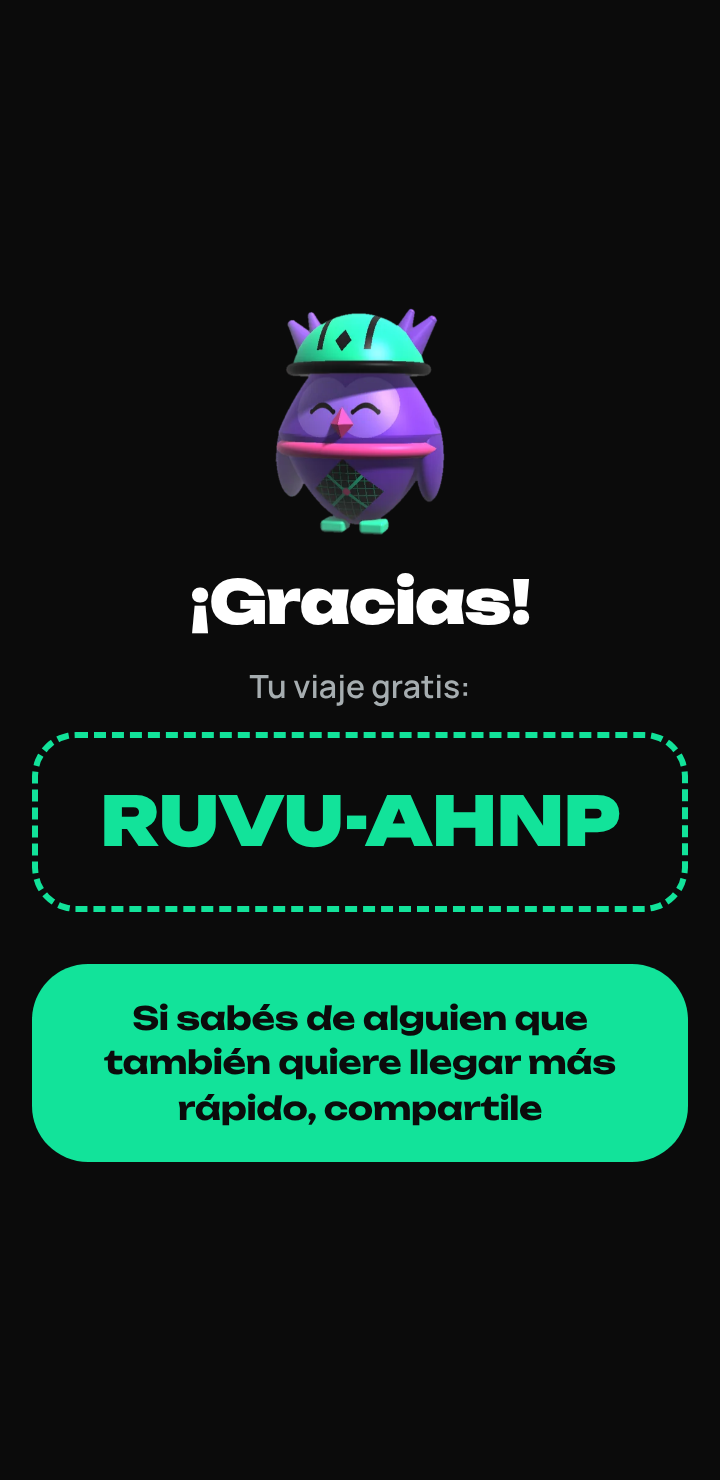 ¡Gracias!
Tu viaje gratis:
RUVU-AHNP
Si sabés de alguien que
también quiere llegar más
rápido, compartile